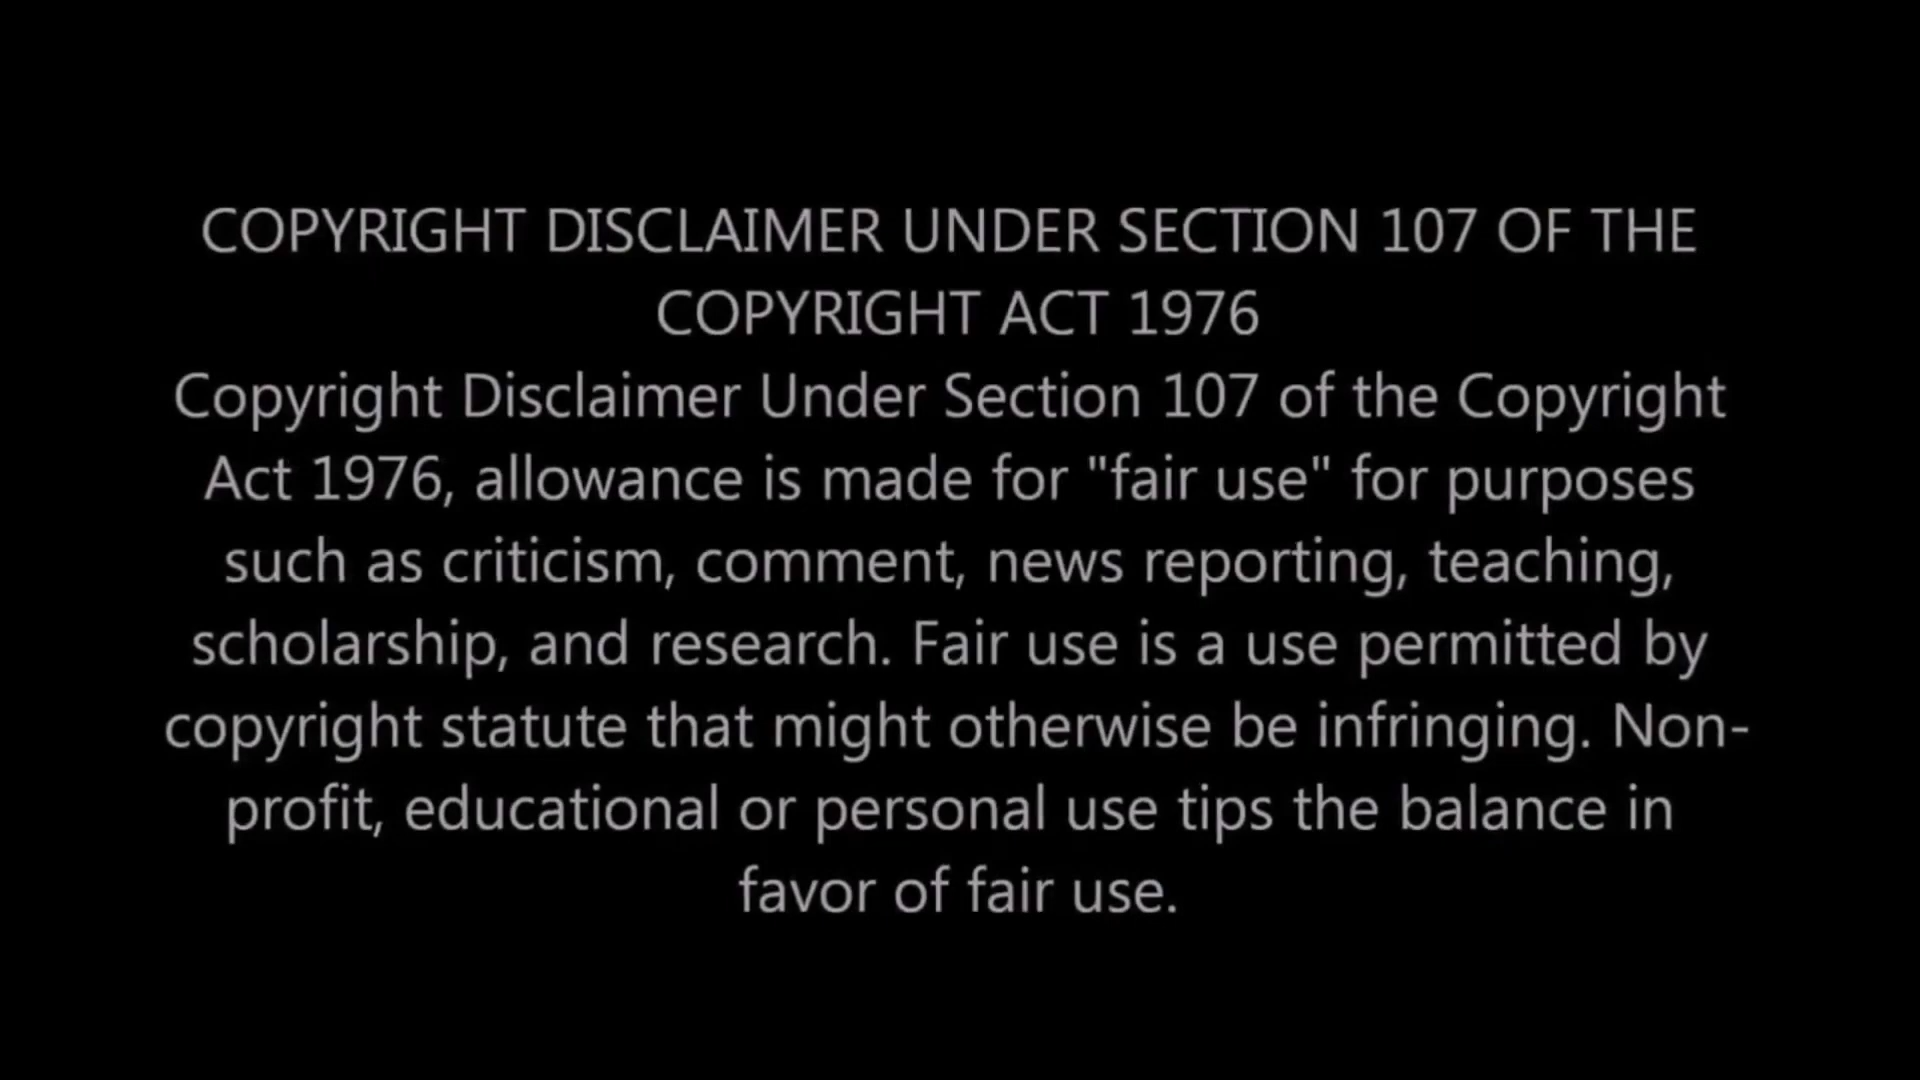 COPYRIGHT DISCLAIMER UNDER SECTION 107 OF THE
COPYRIGHT ACT 1976
Copyright Disclaimer Under Section 107 of the Copyright
Act 1976, allowance is made for "fair use" for purposes
such as criticism, comment, news reporting, teaching,
scholarship, and research. Fair use is a use permitted by
copyright statute that might otherwise be infringing. Non-
profit, educational or personal use tips the balance in
favor of fair use.